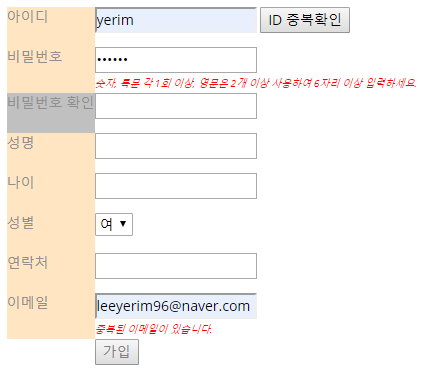 아이디 yerim ID 중복확인
비밀번호 ••••••
숫자, 특문 각 1회 이상, 영문은 2개 이상 사용하여 6자리 이상 입력하세요.
비밀번호 확인
성명
나이
성별 여 ▼
연락처
이메일 leeyerim96@naver.com
중복된 이메일이 있습니다.
가입